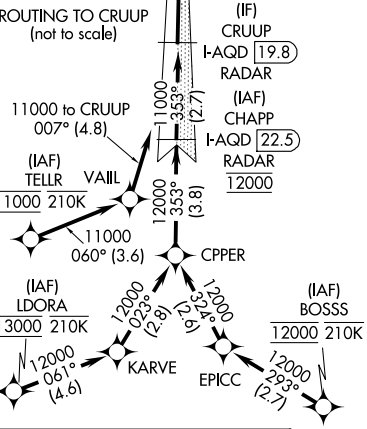 ROUTING TO CRUUP
(not to scale)
(IF)
CRUUP
I-AQD 19.8
RADAR
(IAF)
CHAPP
I-AQD 22.5
RADAR
12000
11000
353°
(2.7)
11000 to CRUUP
007° (4.8)
(IAF)
TELLR
1000 210K
VAIIL
11000
060° (3.6)
12000
353°
(3.8)
CPPER
(IAF)
LDORA
3000 210K
12000
061°
(4.6)
KARVE
12000
023°
(2.8)
12000
324°
(2.6)
EPICC
(IAF)
BOSSS
12000 210K
12000
293°
(2.7)